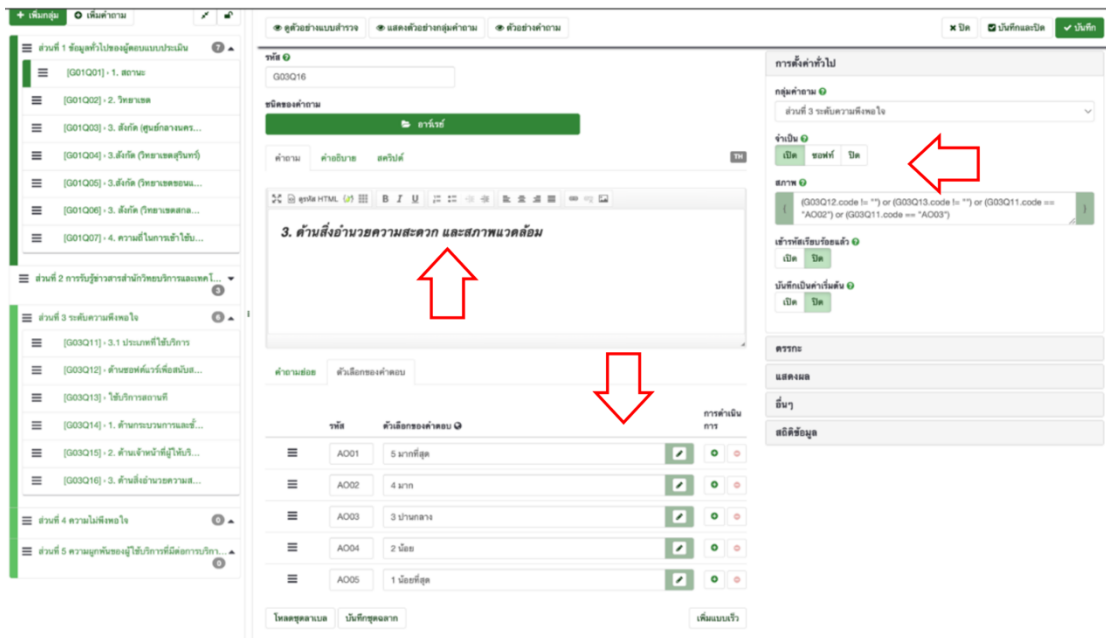 + เพิ่มกลุ่ม
เพิ่มคำถาม
ส่วนที่ 1 ข้อมูลทั่วไปของผู้ตอบแบบประเมิน 7
[G01Q01] - 1. สถานะ
[G01Q02] - 2. วิทยาเขต
[G01Q03] - 3. สังกัด (ศูนย์กลางนคร...
[G01Q04] - 3.สังกัด (วิทยาเขตสุรินทร์)
[G01Q05] - 3.สังกัด (วิทยาเขตขอนแ...
[G01Q06] - 3. สังกัด (วิทยาเขตสกล...
[G01Q07] - 4. ความถี่ในการเข้าใช้บ...
ส่วนที่ 2 การรับรู้ข่าวสารสำนักวิทยบริการและเทคโ...
3
ส่วนที่ 3 ระดับความพึงพอใจ 6
[G03Q11] - 3.1 ประเภทที่ใช้บริการ
[G03Q12] - ด้านซอฟต์แวร์เพื่อสนับส...
[G03Q13] - ใช้บริการสถานที่
[G03Q14] - 1. ด้านกระบวนการและขั้...
[G03Q15] - 2. ด้านเจ้าหน้าที่ผู้ให้บริ...
[G03Q16] - 3. ด้านสิ่งอำนวยความส...
ส่วนที่ 4 ความไม่พึงพอใจ 0
ส่วนที่ 5 ความผูกพันของผู้ใช้บริการที่มีต่อการบริกา...
0
ดูตัวอย่างแบบสำรวจ
แสดงตัวอย่างกลุ่มคำถาม
ตัวอย่างคำถาม
ปิด
บันทึกและปิด
บันทึก
รหัส
G03Q16
ชนิดของคำถาม
อาร์เรย์
คำถาม
คำอธิบาย
สคริปต์
TH
ดูรหัส HTML
B I U
3. ด้านสิ่งอำนวยความสะดวก และสภาพแวดล้อม
คำถามย่อย
ตัวเลือกของคำตอบ
รหัส
ตัวเลือกของคำตอบ
การดำเนิน
การ
AO01
5 มากที่สุด
AO02
4 มาก
AO03
3 ปานกลาง
AO04
2 น้อย
AO05
1 น้อยที่สุด
โหลดชุดลาเบล
บันทึกชุดฉลาก
เพิ่มแบบเร็ว
การตั้งค่าทั่วไป
กลุ่มคำถาม
ส่วนที่ 3 ระดับความพึงพอใจ
จำเป็น
เปิด
ซอฟท์
ปิด
สภาพ
{ (G03Q12.code != "") or (G03Q13.code != "") or (G03Q11.code ==
"AO02") or (G03Q11.code == "AO03") }
เข้ารหัสเรียบร้อยแล้ว
เปิด
ปิด
บันทึกเป็นค่าเริ่มต้น
เปิด
ปิด
ตรรกะ
แสดงผล
อื่นๆ
สถิติข้อมูล